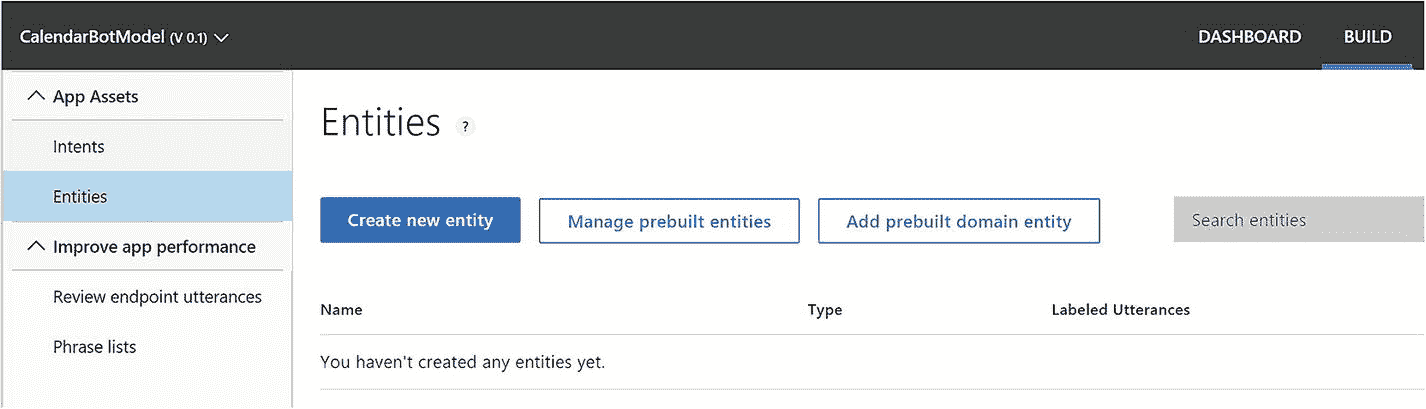 CalendarBotModel (V 0.1)
DASHBOARD
BUILD
App Assets
Intents
Entities
Improve app performance
Review endpoint utterances
Phrase lists
Entities ?
Create new entity
Manage prebuilt entities
Add prebuilt domain entity
Search entities
Name Type Labeled Utterances
You haven't created any entities yet.